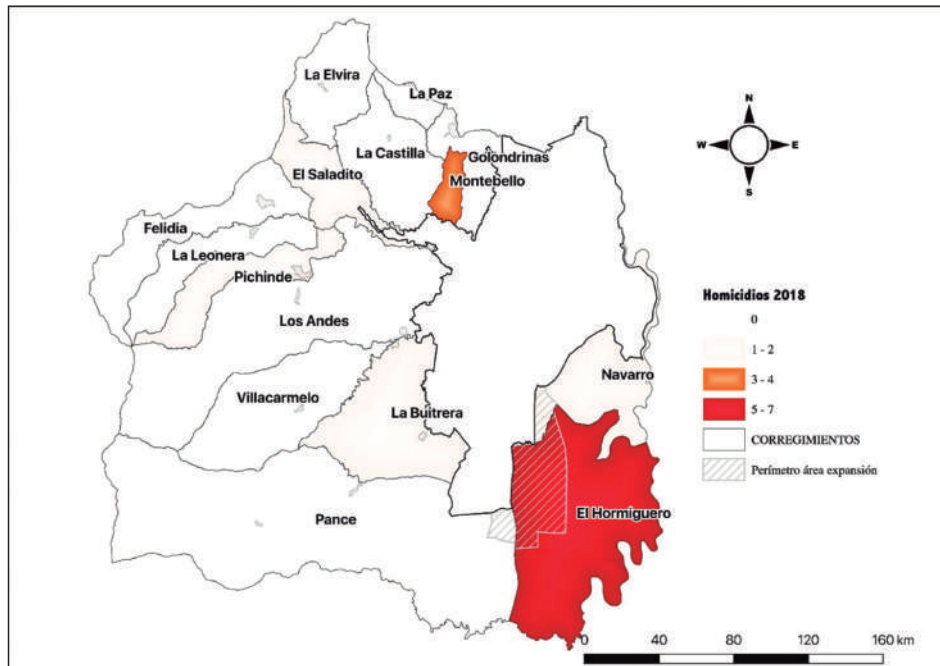 La Elvira
La Paz
N
W
E
S
La Castilla
Golondrinas
El Saladito
Montebello
Felidia
La Leonera
Pichinde
Los Andes
Villacarmelo
La Buitrera
Navarro
Pance
El Hormiguero
Homicidios 2018
0
1 - 2
3 - 4
5 - 7
CORREGIMIENTOS
Perímetro área expansión
0 40 80 120 160 km